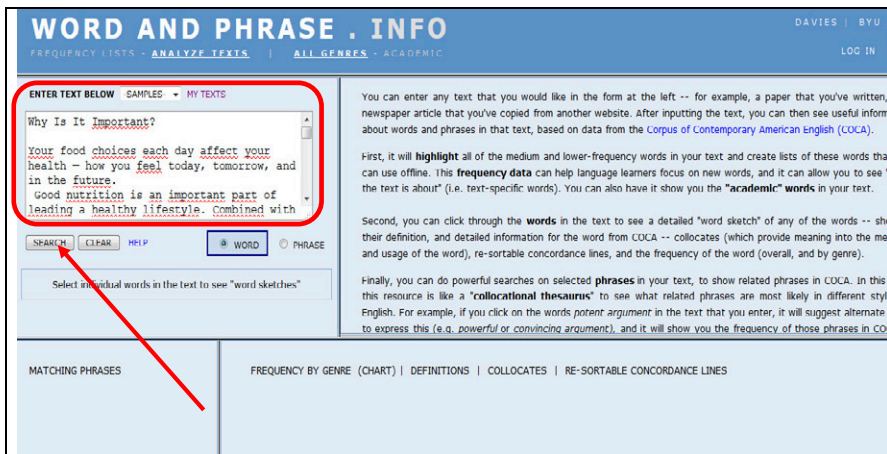 WORD AND PHRASE . INFO
DAVIES | BYU
FREQUENCY LISTS - ANALYZE TEXTS | ALL GENRES - ACADEMIC
LOG IN
ENTER TEXT BELOW SAMPLES MY TEXTS
Why Is It Important?
Your food choices each day affect your
health — how you feel today, tomorrow, and
in the future.
Good nutrition is an important part of
leading a healthy lifestyle. Combined with
SEARCH CLEAR HELP WORD PHRASE
Select individual words in the text to see "word sketches"
You can enter any text that you would like in the form at the left -- for example, a paper that you've written,
newspaper article that you've copied from another website. After inputting the text, you can then see useful inform
about words and phrases in that text, based on data from the Corpus of Contemporary American English (COCA).
First, it will highlight all of the medium and lower-frequency words in your text and create lists of these words tha
can use offline. This frequency data can help language learners focus on new words, and it can allow you to see
the text is about" (i.e. text-specific words). You can also have it show you the "academic" words in your text.
Second, you can click through the words in the text to see a detailed "word sketch" of any of the words -- sho
their definition, and detailed information for the word from COCA -- collocates (which provide meaning into the me
and usage of the word), re-sortable concordance lines, and the frequency of the word (overall, and by genre).
Finally, you can do powerful searches on selected phrases in your text, to show related phrases in COCA. In this
this resource is like a "collocational thesaurus" to see what related phrases are most likely in different styl
English. For example, if you click on the words potent argument in the text that you enter, it will suggest alternate
to express this (e.g. powerful or convincing argument), and it will show you the frequency of those phrases in CO
MATCHING PHRASES
FREQUENCY BY GENRE (CHART) | DEFINITIONS | COLLOCATES | RE-SORTABLE CONCORDANCE LINES